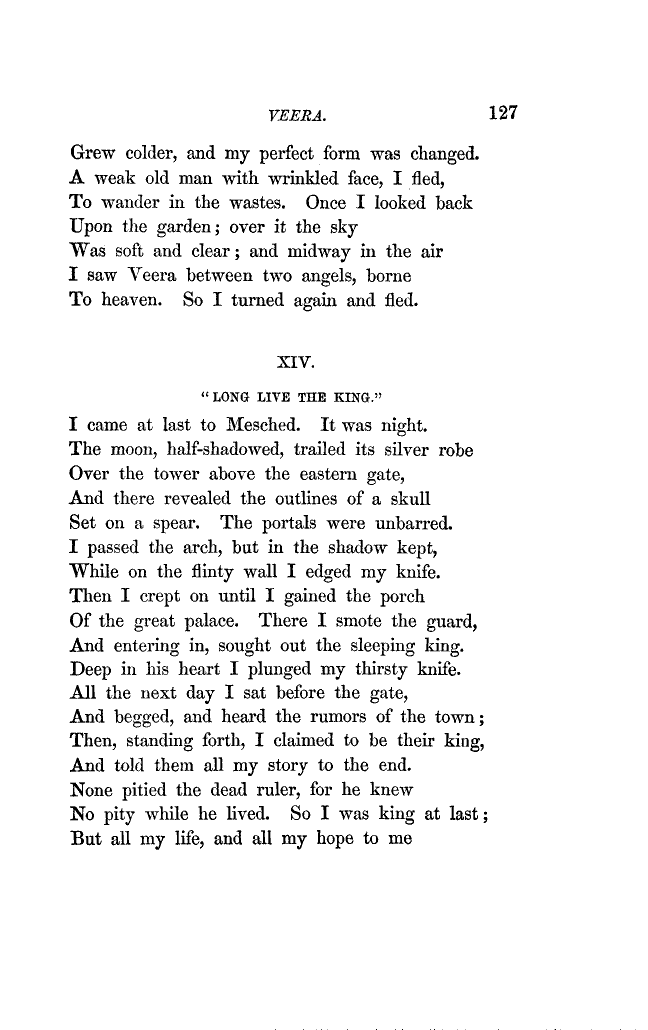 VEERA. 127
Grew colder, and my perfect form was changed.
A weak old man with wrinkled face, I fled,
To wander in the wastes. Once I looked back
Upon the garden; over it the sky
Was soft and clear; and midway in the air
I saw Veera between two angels, borne
To heaven. So I turned again and fled.
XIV.
"LONG LIVE THE KING."
I came at last to Mesched. It was night.
The moon, half-shadowed, trailed its silver robe
Over the tower above the eastern gate,
And there revealed the outlines of a skull
Set on a spear. The portals were unbarred.
I passed the arch, but in the shadow kept,
While on the flinty wall I edged my knife.
Then I crept on until I gained the porch
Of the great palace. There I smote the guard,
And entering in, sought out the sleeping king.
Deep in his heart I plunged my thirsty knife.
All the next day I sat before the gate,
And begged, and heard the rumors of the town;
Then, standing forth, I claimed to be their king,
And told them all my story to the end.
None pitied the dead ruler, for he knew
No pity while he lived. So I was king at last;
But all my life, and all my hope to me